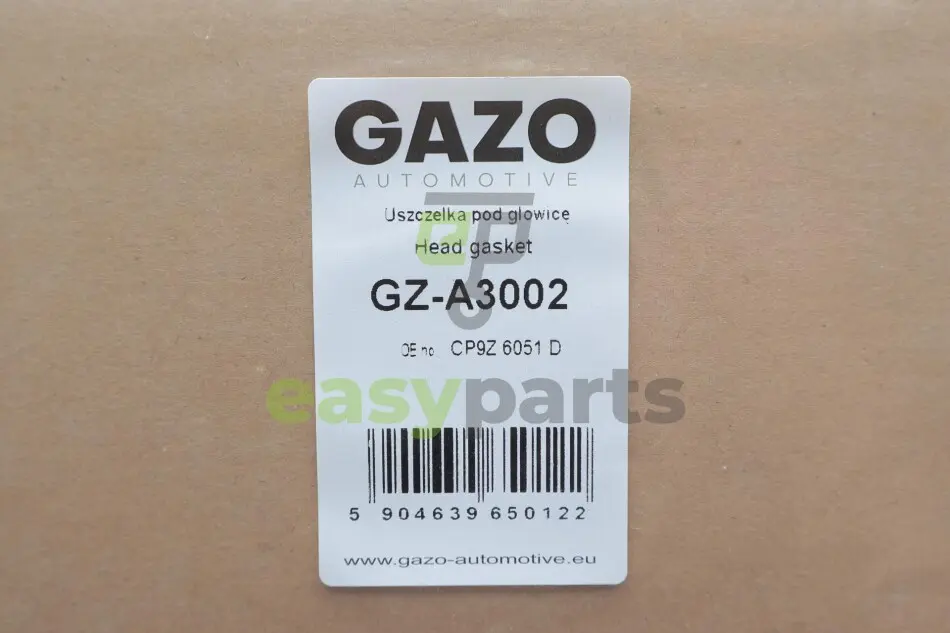 GAZO
AUTOMOTIVE
Uszczelka pod głowicę
Head gasket
GZ-A3002
OE no CP9Z 6051 D
easyparts
5 904639 650122
www.gazo-automotive.eu